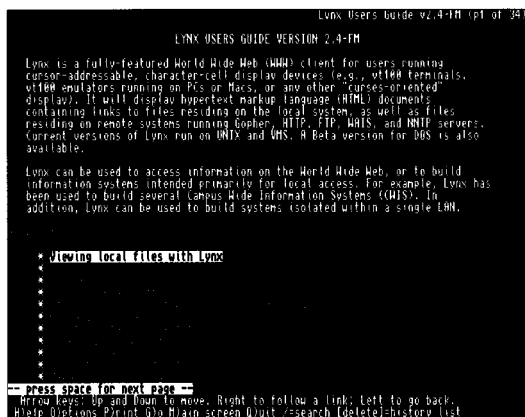 Lynx Users Guide v2.4-FM (p1 of 34)
LYNX USERS GUIDE VERSION 2.4-FM
Lynx is a fully-featured World Wide Web (WWW) client for users running
cursor-addressable, character-cell display devices (e.g., vt100 terminals,
vt100 emulators running on PCs or Macs, or any other "curses-oriented"
display). It will display hypertext markup language (HTML) documents
containing links to files residing on the local system, as well as files
residing on remote systems running Gopher, HTTP, FTP, WAIS, and NNTP servers.
Current versions of Lynx run on UNIX and VMS. A Beta version for DOS is also
available.
Lynx can be used to access information on the World Wide Web, or to build
information systems intended primarily for local access. For example, Lynx has
been used to build several Campus Wide Information Systems (CWIS). In
addition, Lynx can be used to build systems isolated within a single LAN.
* Viewing local files with Lynx
*
*
*
*
*
*
*
-- press space for next page --
Arrow keys: Up and Down to move. Right to follow a link; Left to go back.
H)elp O)ptions P)rint G)o M)ain screen Q)uit /=search [delete]=history list